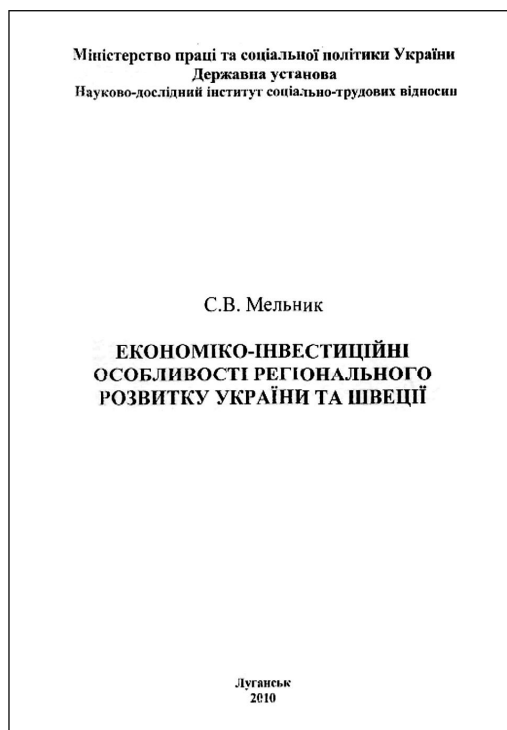 Міністерство праці та соціальної політики України
Державна установа
Науково-дослідний інститут соціально-трудових відносин
С.В. Мельник
ЕКОНОМІКО-ІНВЕСТИЦІЙНІ
ОСОБЛИВОСТІ РЕГІОНАЛЬНОГО
РОЗВИТКУ УКРАЇНИ ТА ШВЕЦІЇ
Луганськ
2010